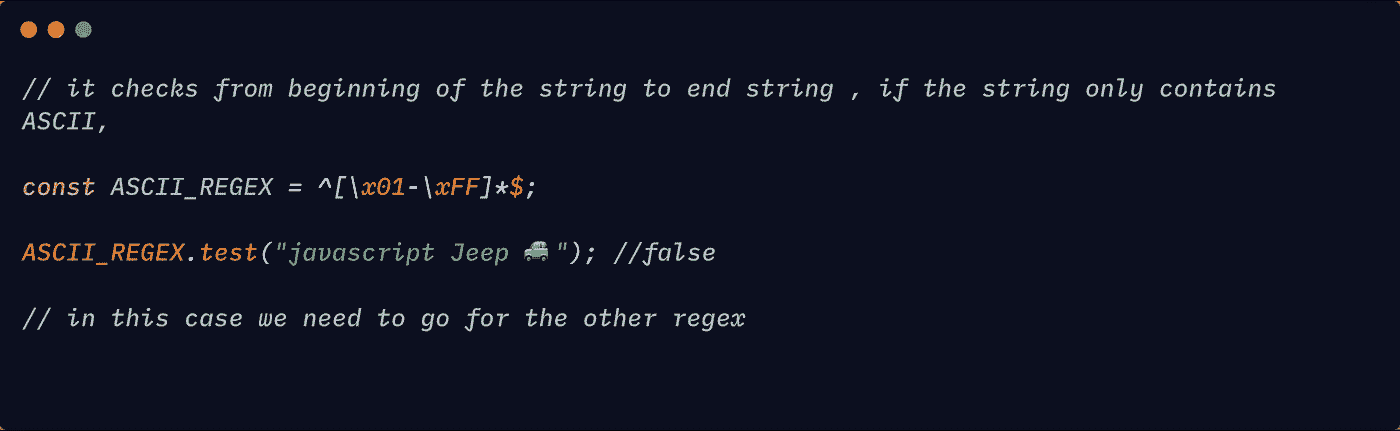 // it checks from beginning of the string to end string , if the string only contains
ASCII,
const ASCII_REGEX = ^[\x01-\xFF]*$;
ASCII_REGEX.test("javascript Jeep 🚙 "); //false
// in this case we need to go for the other regex